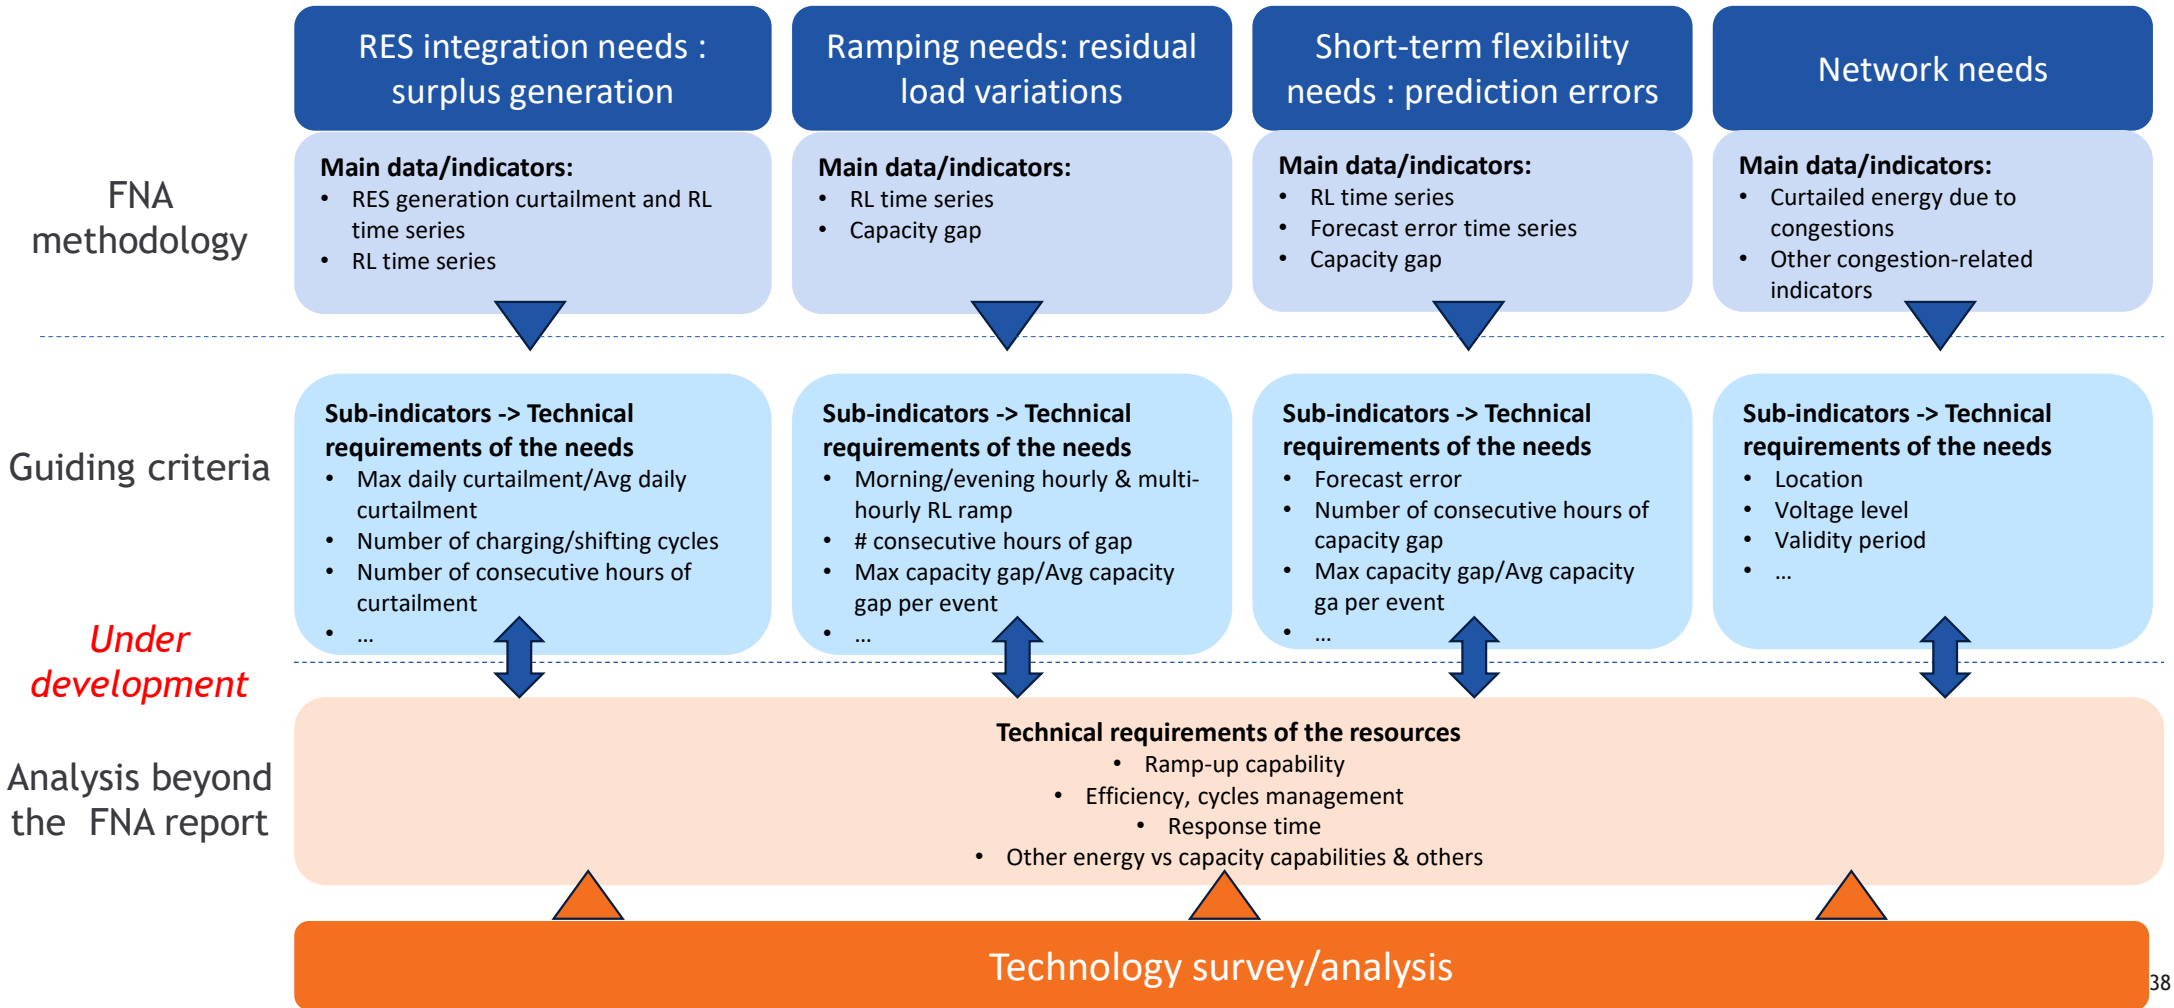 RES integration needs :
surplus generation
Ramping needs: residual
load variations
Short-term flexibility
needs : prediction errors
Network needs
FNA
methodology
Main data/indicators:
• RES generation curtailment and RL
time series
• RL time series
Main data/indicators:
• RL time series
• Capacity gap
Main data/indicators:
• RL time series
• Forecast error time series
• Capacity gap
Main data/indicators:
• Curtailed energy due to
congestions
• Other congestion-related
indicators
Guiding criteria
Sub-indicators -> Technical
requirements of the needs
• Max daily curtailment/Avg daily
curtailment
• Number of charging/shifting cycles
• Number of consecutive hours of
curtailment
• ...
Sub-indicators -> Technical
requirements of the needs
• Morning/evening hourly & multi-
hourly RL ramp
• # consecutive hours of gap
• Max capacity gap/Avg capacity
gap per event
• ...
Sub-indicators -> Technical
requirements of the needs
• Forecast error
• Number of consecutive hours of
capacity gap
• Max capacity gap/Avg capacity
ga per event
• ...
Sub-indicators -> Technical
requirements of the needs
• Location
• Voltage level
• Validity period
• ...
Under
development
Analysis beyond
the FNA report
Technical requirements of the resources
• Ramp-up capability
• Efficiency, cycles management
• Response time
• Other energy vs capacity capabilities & others
Technology survey/analysis
38